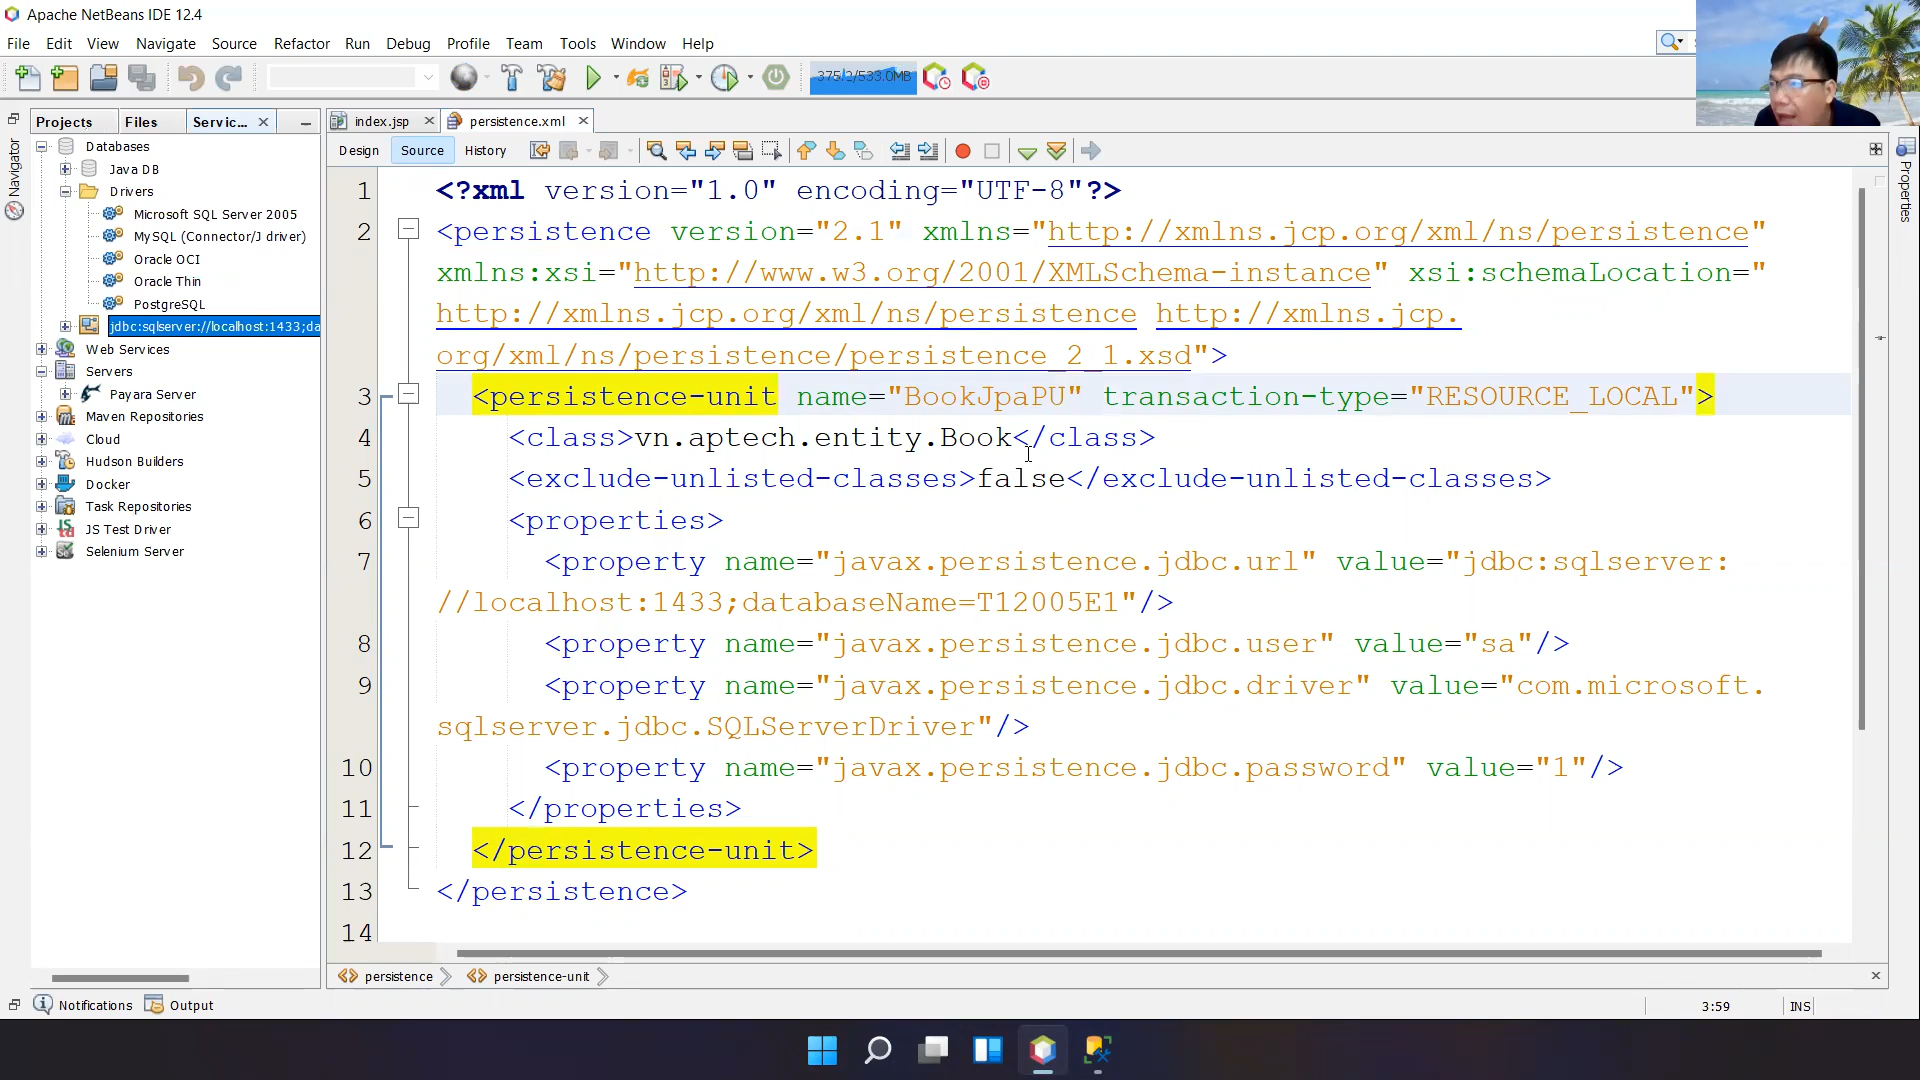 Apache NetBeans IDE 12.4
File Edit View Navigate Source Refactor Run Debug Profile Team Tools Window Help
375.2/533.0MB
Projects Files Servic...
index.jsp persistence.xml
Design Source History
Navigator
Properties
Databases
Java DB
Drivers
Microsoft SQL Server 2005
MySQL (Connector/J driver)
Oracle OCI
Oracle Thin
PostgreSQL
jdbc:sqlserver://localhost:1433;da
Web Services
Servers
Payara Server
Maven Repositories
Cloud
Hudson Builders
Docker
Task Repositories
JS Test Driver
Selenium Server
1 <?xml version="1.0" encoding="UTF-8"?>
2 <persistence version="2.1" xmlns="http://xmlns.jcp.org/xml/ns/persistence"
xmlns:xsi="http://www.w3.org/2001/XMLSchema-instance" xsi:schemaLocation="
http://xmlns.jcp.org/xml/ns/persistence http://xmlns.jcp.
org/xml/ns/persistence/persistence_2_1.xsd">
3 <persistence-unit name="BookJpaPU" transaction-type="RESOURCE_LOCAL">
4 <class>vn.aptech.entity.Book</class>
5 <exclude-unlisted-classes>false</exclude-unlisted-classes>
6 <properties>
7 <property name="javax.persistence.jdbc.url" value="jdbc:sqlserver:
//localhost:1433;databaseName=T12005E1"/>
8 <property name="javax.persistence.jdbc.user" value="sa"/>
9 <property name="javax.persistence.jdbc.driver" value="com.microsoft.
sqlserver.jdbc.SQLServerDriver"/>
10 <property name="javax.persistence.jdbc.password" value="1"/>
11 </properties>
12 </persistence-unit>
13 </persistence>
14
persistence persistence-unit
Notifications Output
3:59 INS